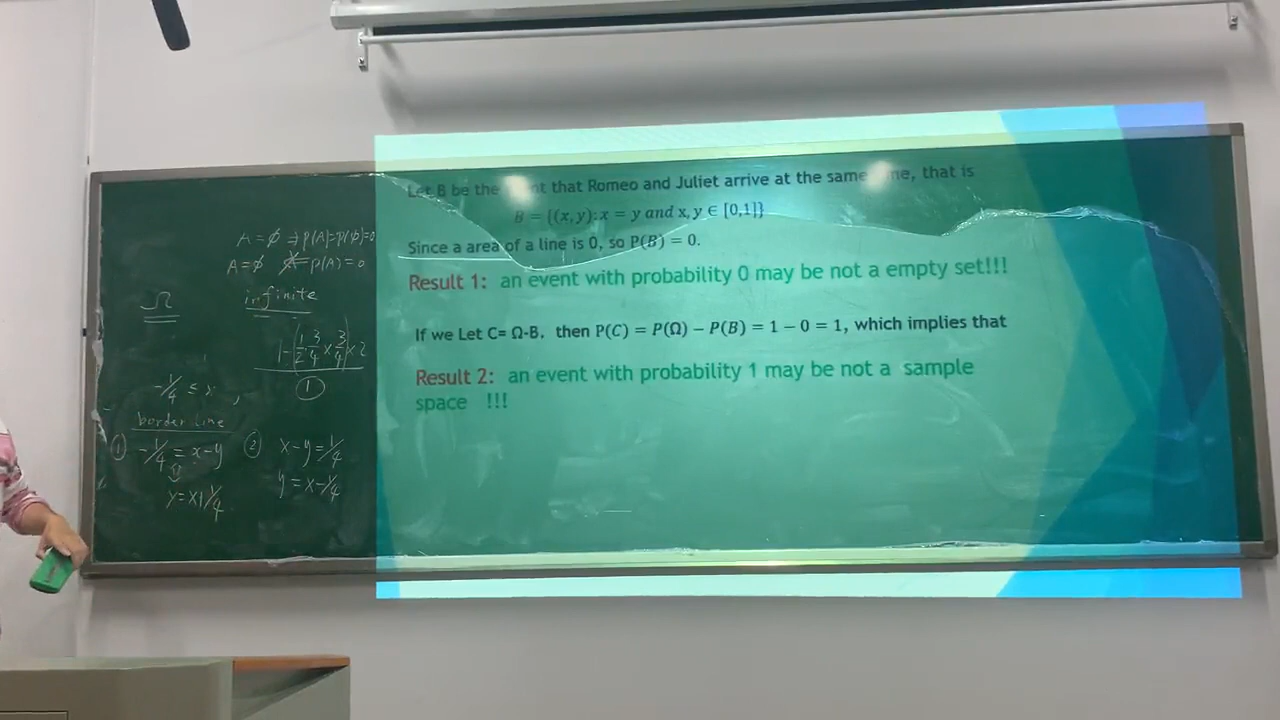 A=∅ ⇒ P(A)=P(∅)=0
A=∅ ⇍ P(A)=0
Ω infinite
1-(1/2 3/4 × 3/4)×2
1
-1/4 ≤ x,
border line
① -1/4 = x-y
⇕
y=x+1/4
② x-y=1/4
y=x-1/4
Let B be the that Romeo and Juliet arrive at the same , that is
B = {(x, y): x = y and x, y ∈ [0,1]}
Since a area of a line is 0, so P(B) = 0.
Result 1: an event with probability 0 may be not a empty set!!!
If we Let C= Ω-B, then P(C) = P(Ω) − P(B) = 1 − 0 = 1, which implies that
Result 2: an event with probability 1 may be not a sample
space !!!